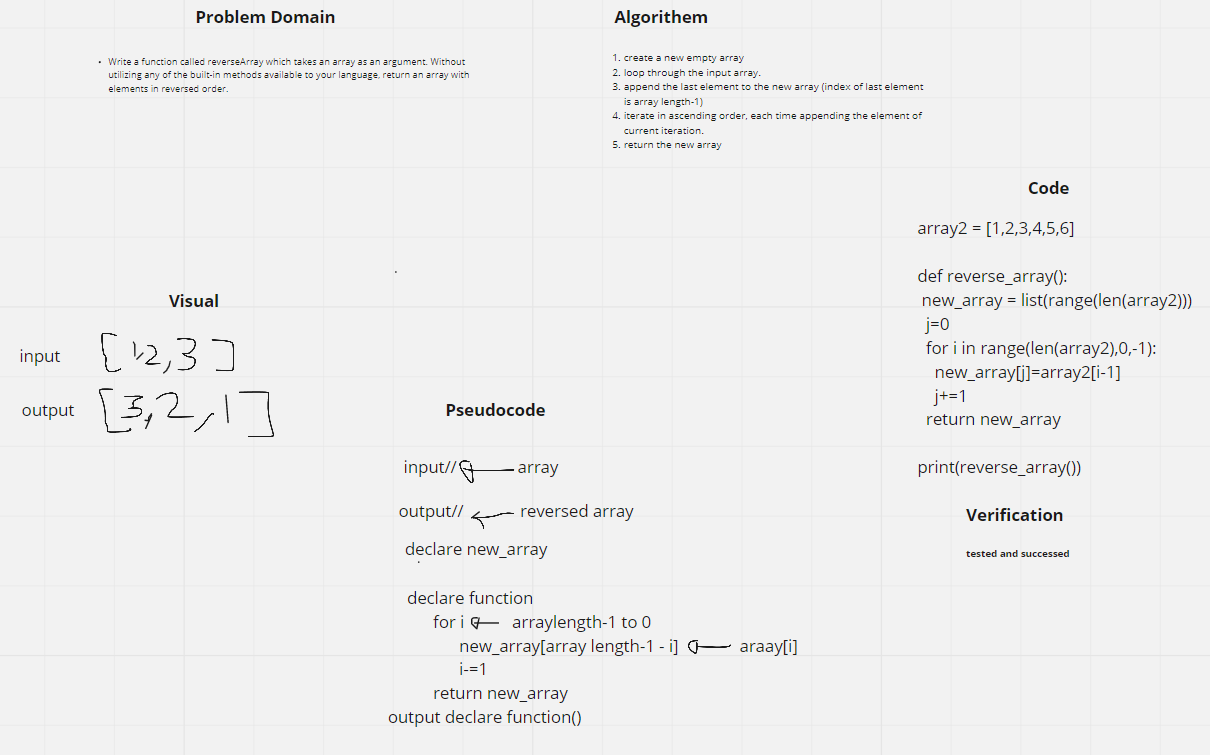 Problem Domain
• Write a function called reverseArray which takes an array as an argument. Without
utilizing any of the built-in methods available to your language, return an array with
elements in reversed order.
Algorithem
1. create a new empty array
2. loop through the input array.
3. append the last element to the new array (index of last element
is array length-1)
4. iterate in ascending order, each time appending the element of
current iteration.
5. return the new array
Visual
input [1,2,3]
output [3,2,1]
Pseudocode
input// array
output// reversed array
declare new_array
declare function
for i arraylength-1 to 0
new_array[array length-1 - i] araay[i]
i-=1
return new_array
output declare function()
Code
array2 = [1,2,3,4,5,6]
def reverse_array():
new_array = list(range(len(array2)))
j=0
for i in range(len(array2),0,-1):
new_array[j]=array2[i-1]
j+=1
return new_array
print(reverse_array())
Verification
tested and successed